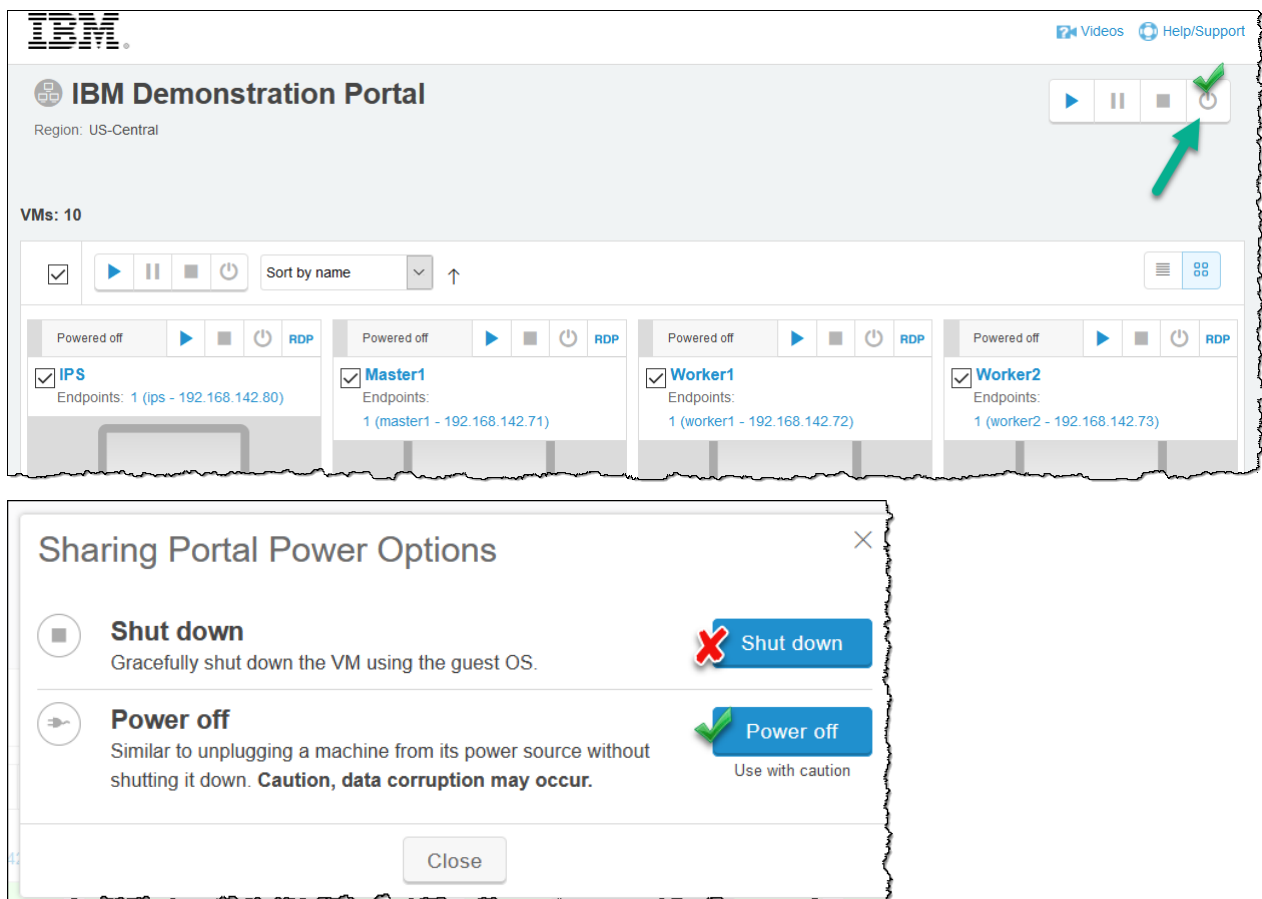 IBM.
Videos Help/Support
IBM Demonstration Portal
Region: US-Central
VMs: 10
Sort by name
Powered off RDP Powered off RDP Powered off RDP Powered off RDP
IPS Master1 Worker1 Worker2
Endpoints: 1 (ips - 192.168.142.80) Endpoints: Endpoints: Endpoints:
1 (master1 - 192.168.142.71) 1 (worker1 - 192.168.142.72) 1 (worker2 - 192.168.142.73)
Sharing Portal Power Options
Shut down
Gracefully shut down the VM using the guest OS.
Shut down
Power off
Similar to unplugging a machine from its power source without
shutting it down. Caution, data corruption may occur.
Power off
Use with caution
Close